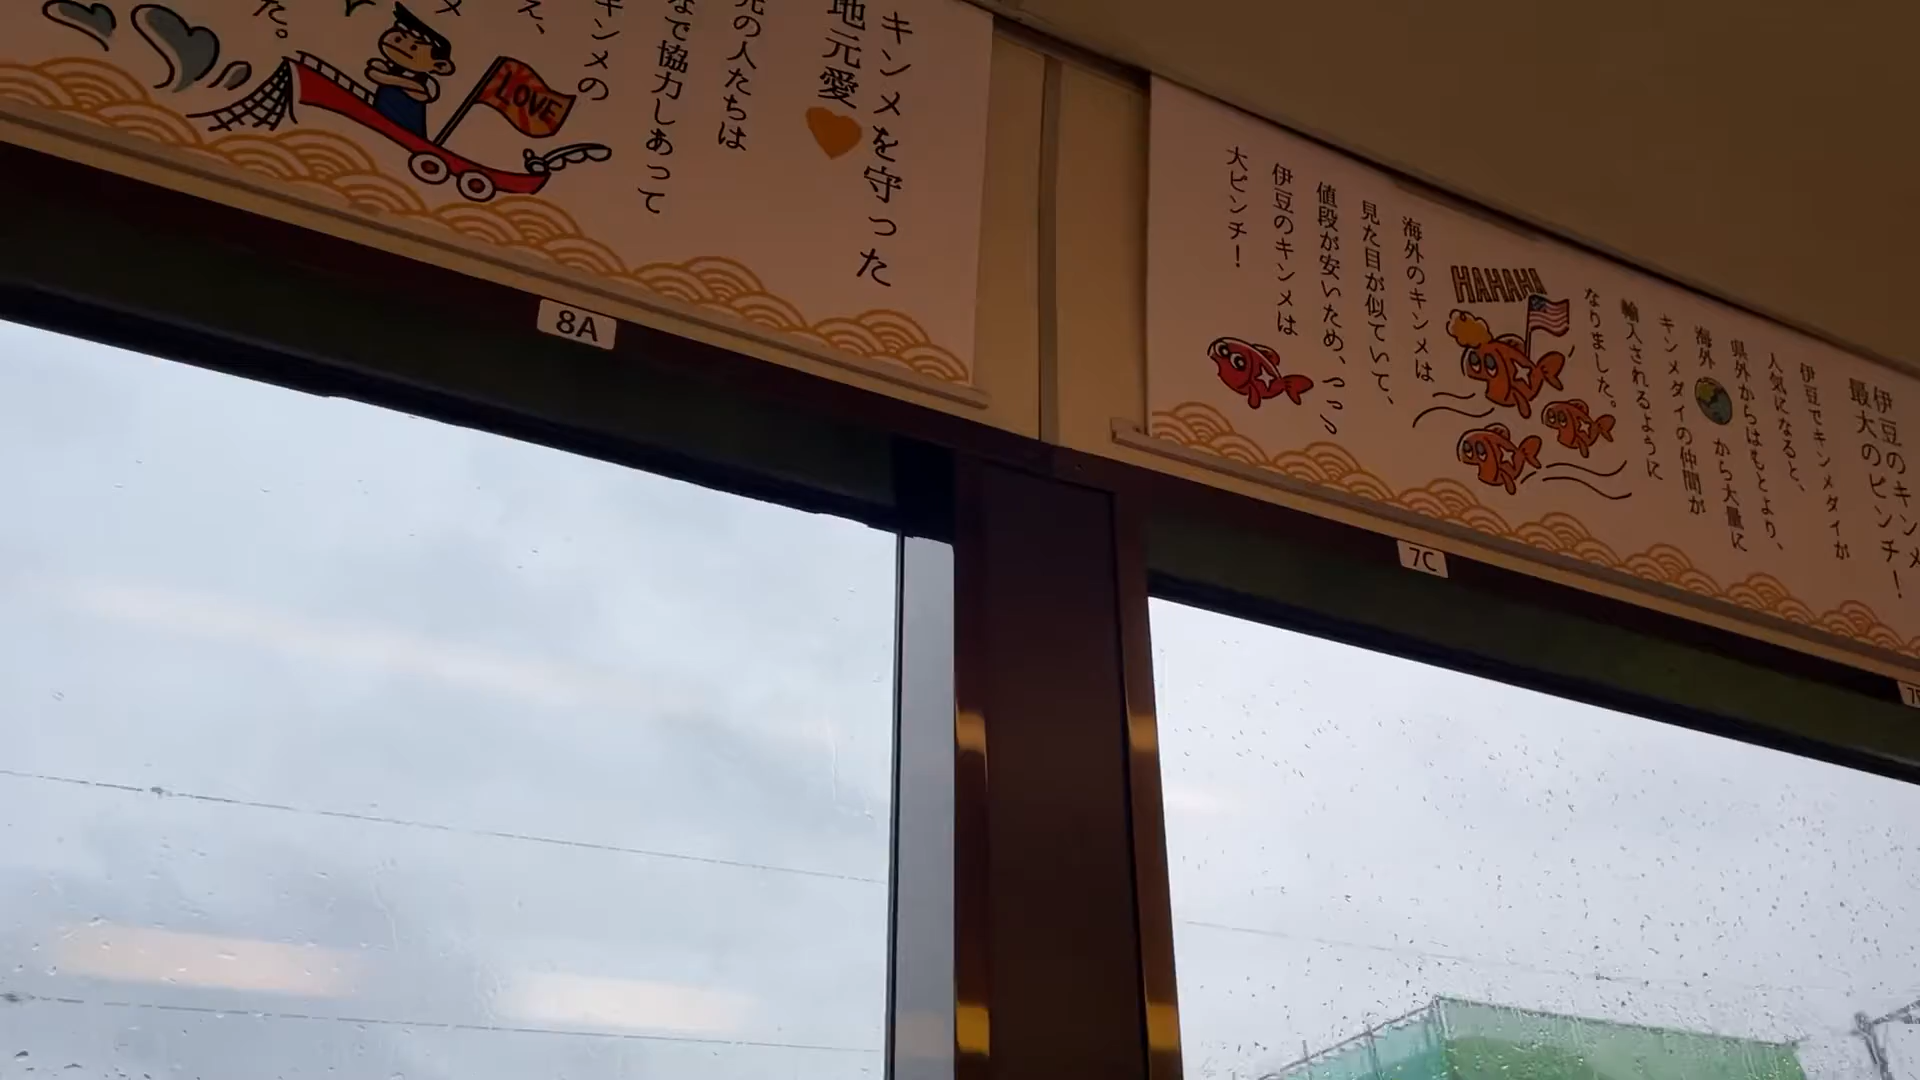 キンメを守った
地元愛
の人たちは
なで協力しあって
キンメの
え、
メ
た。
LOVE
8A
伊豆のキンメ
最大のピンチ!
伊豆でキンメダイが
人気になると、
県外からはもとより、
海外 から大量に
キンメダイの仲間が
輸入されるように
なりました。
HAHAHA
海外のキンメは
見た目が似ていて、
値段が安いため、
伊豆のキンメは
大ピンチ!
7C